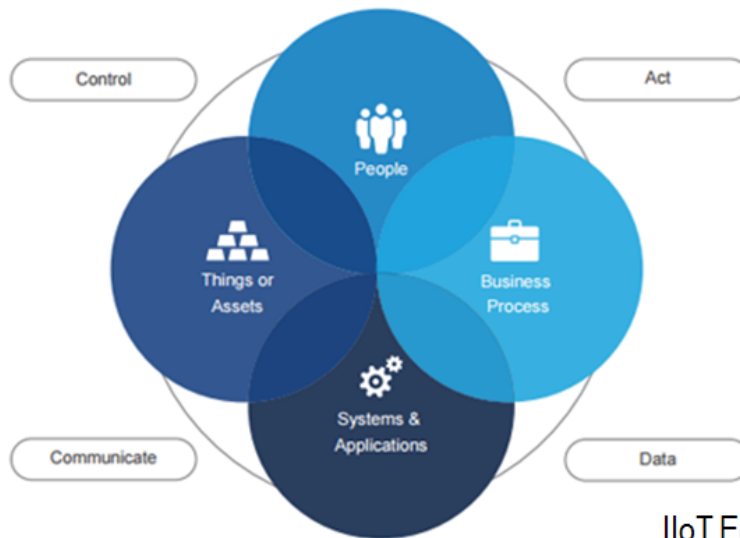 Control
Act
People
Things or
Assets
Business
Process
Systems &
Applications
Communicate
Data
IIoT